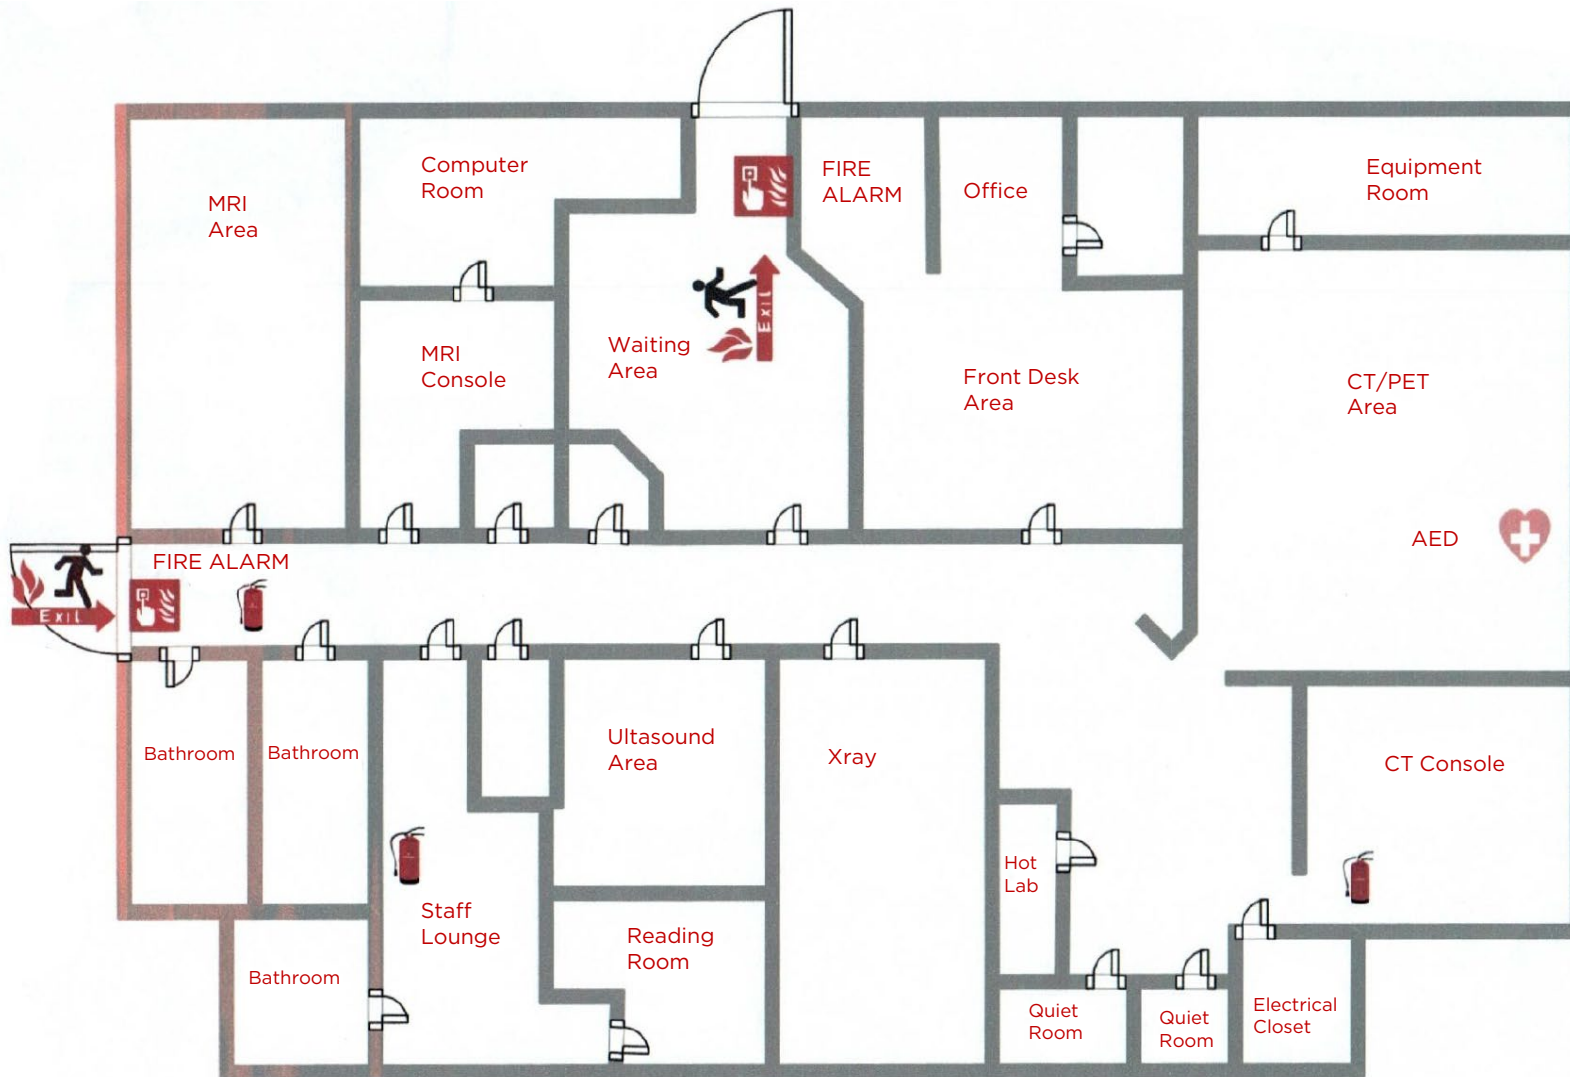 Computer
Room
FIRE
ALARM
Office
Equipment
Room
MRI
Area
Exil
Waiting
Area
MRI
Console
Front Desk
Area
CT/PET
Area
AED
FIRE ALARM
Exil
Bathroom
Bathroom
Ultasound
Area
Xray
CT Console
Hot
Lab
Staff
Lounge
Reading
Room
Bathroom
Quiet
Room
Quiet
Room
Electrical
Closet